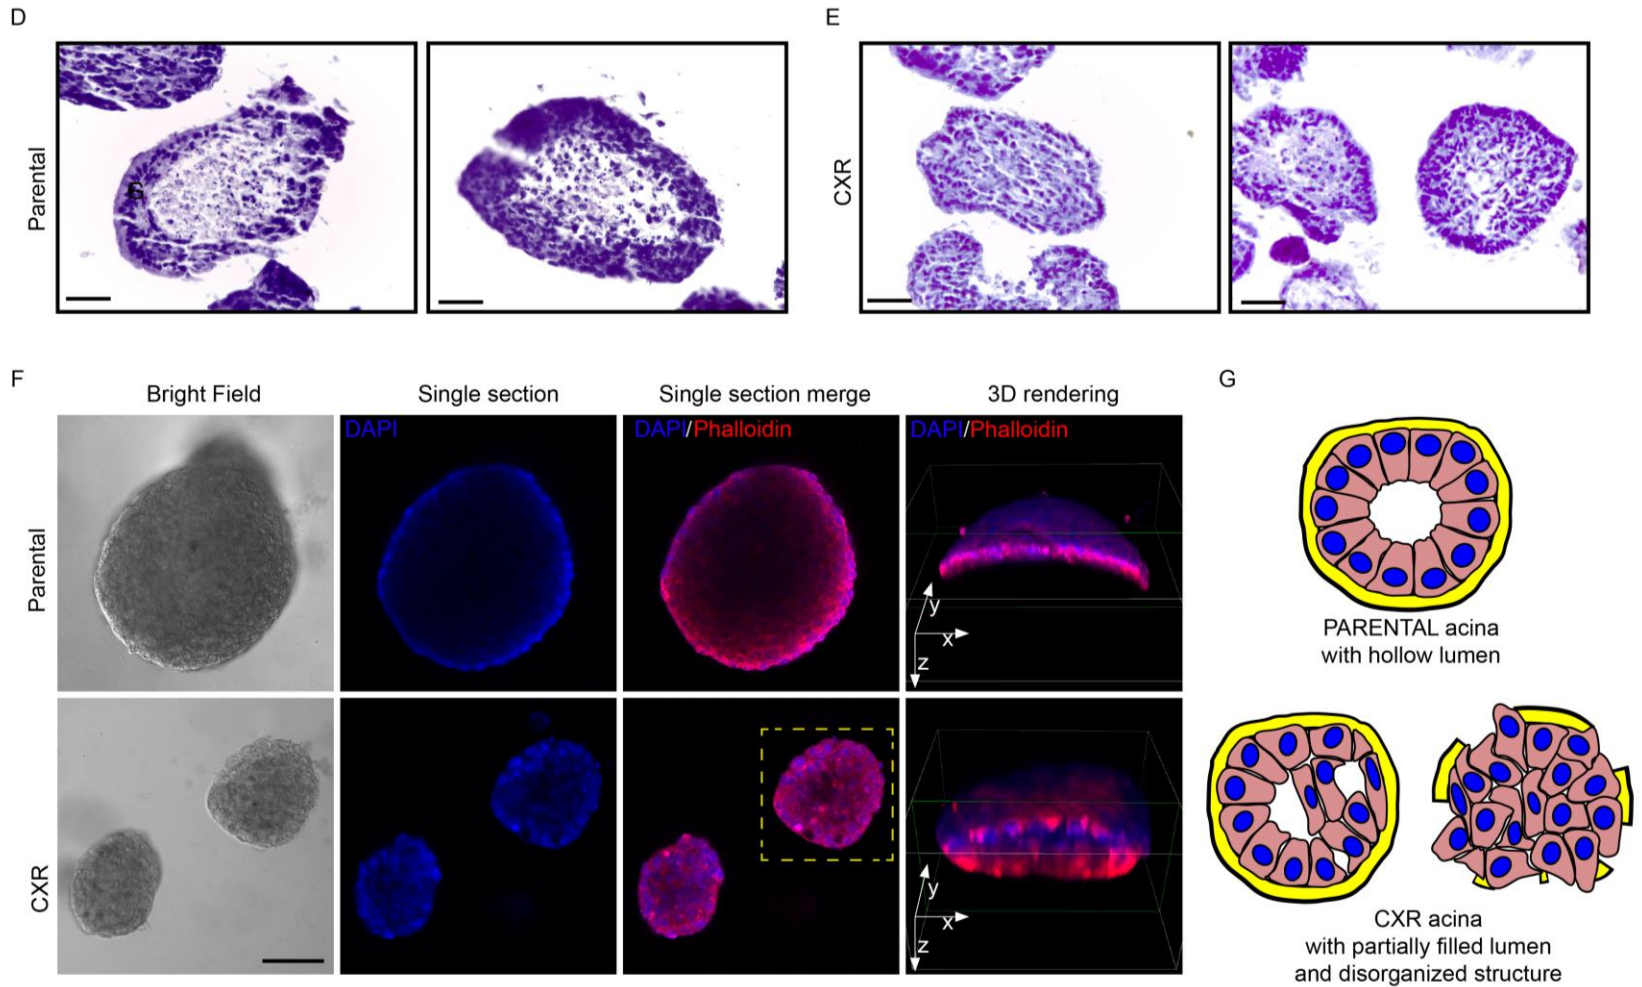 D
E
Parental
G
CXR
F
G
Bright Field
Single section
Single section merge
3D rendering
Parental
DAPI
DAPI/Phalloidin
DAPI/Phalloidin
y
x
z
PARENTAL acina
with hollow lumen
CXR
y
x
z
CXR acina
with partially filled lumen
and disorganized structure